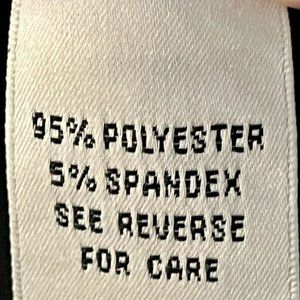 95% POLYESTER
5% SPANDEX
SEE REVERSE
FOR CARE